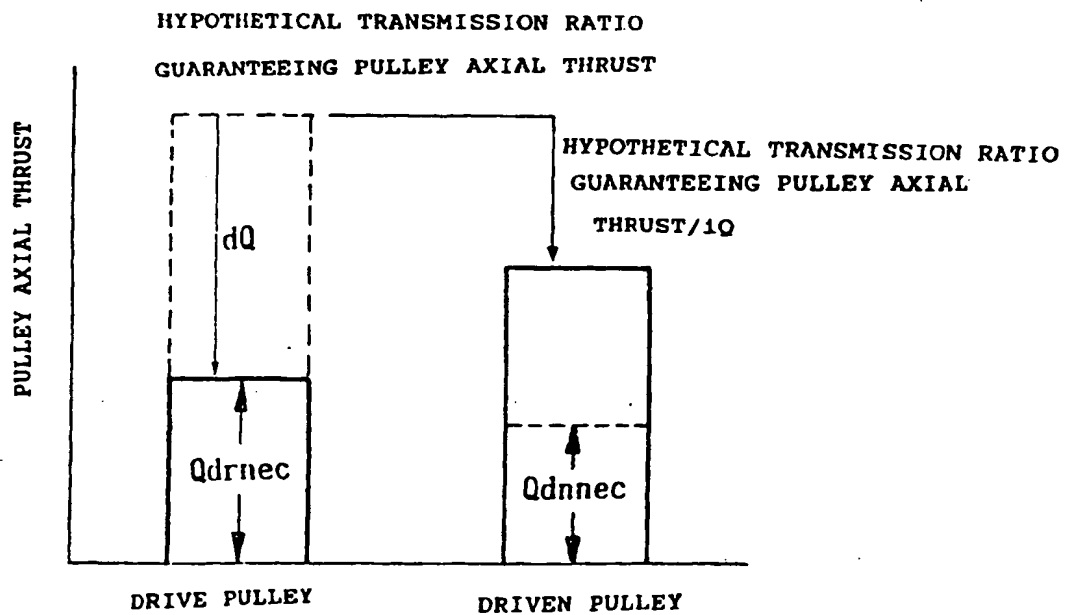 HYPOTHETICAL TRANSMISSION RATIO
GUARANTEEING PULLEY AXIAL THRUST
PULLEY AXIAL THRUST
HYPOTHETICAL TRANSMISSION RATIO
GUARANTEEING PULLEY AXIAL
THRUST/iQ
dQ
Qdrnec
Qdnnec
DRIVE PULLEY
DRIVEN PULLEY